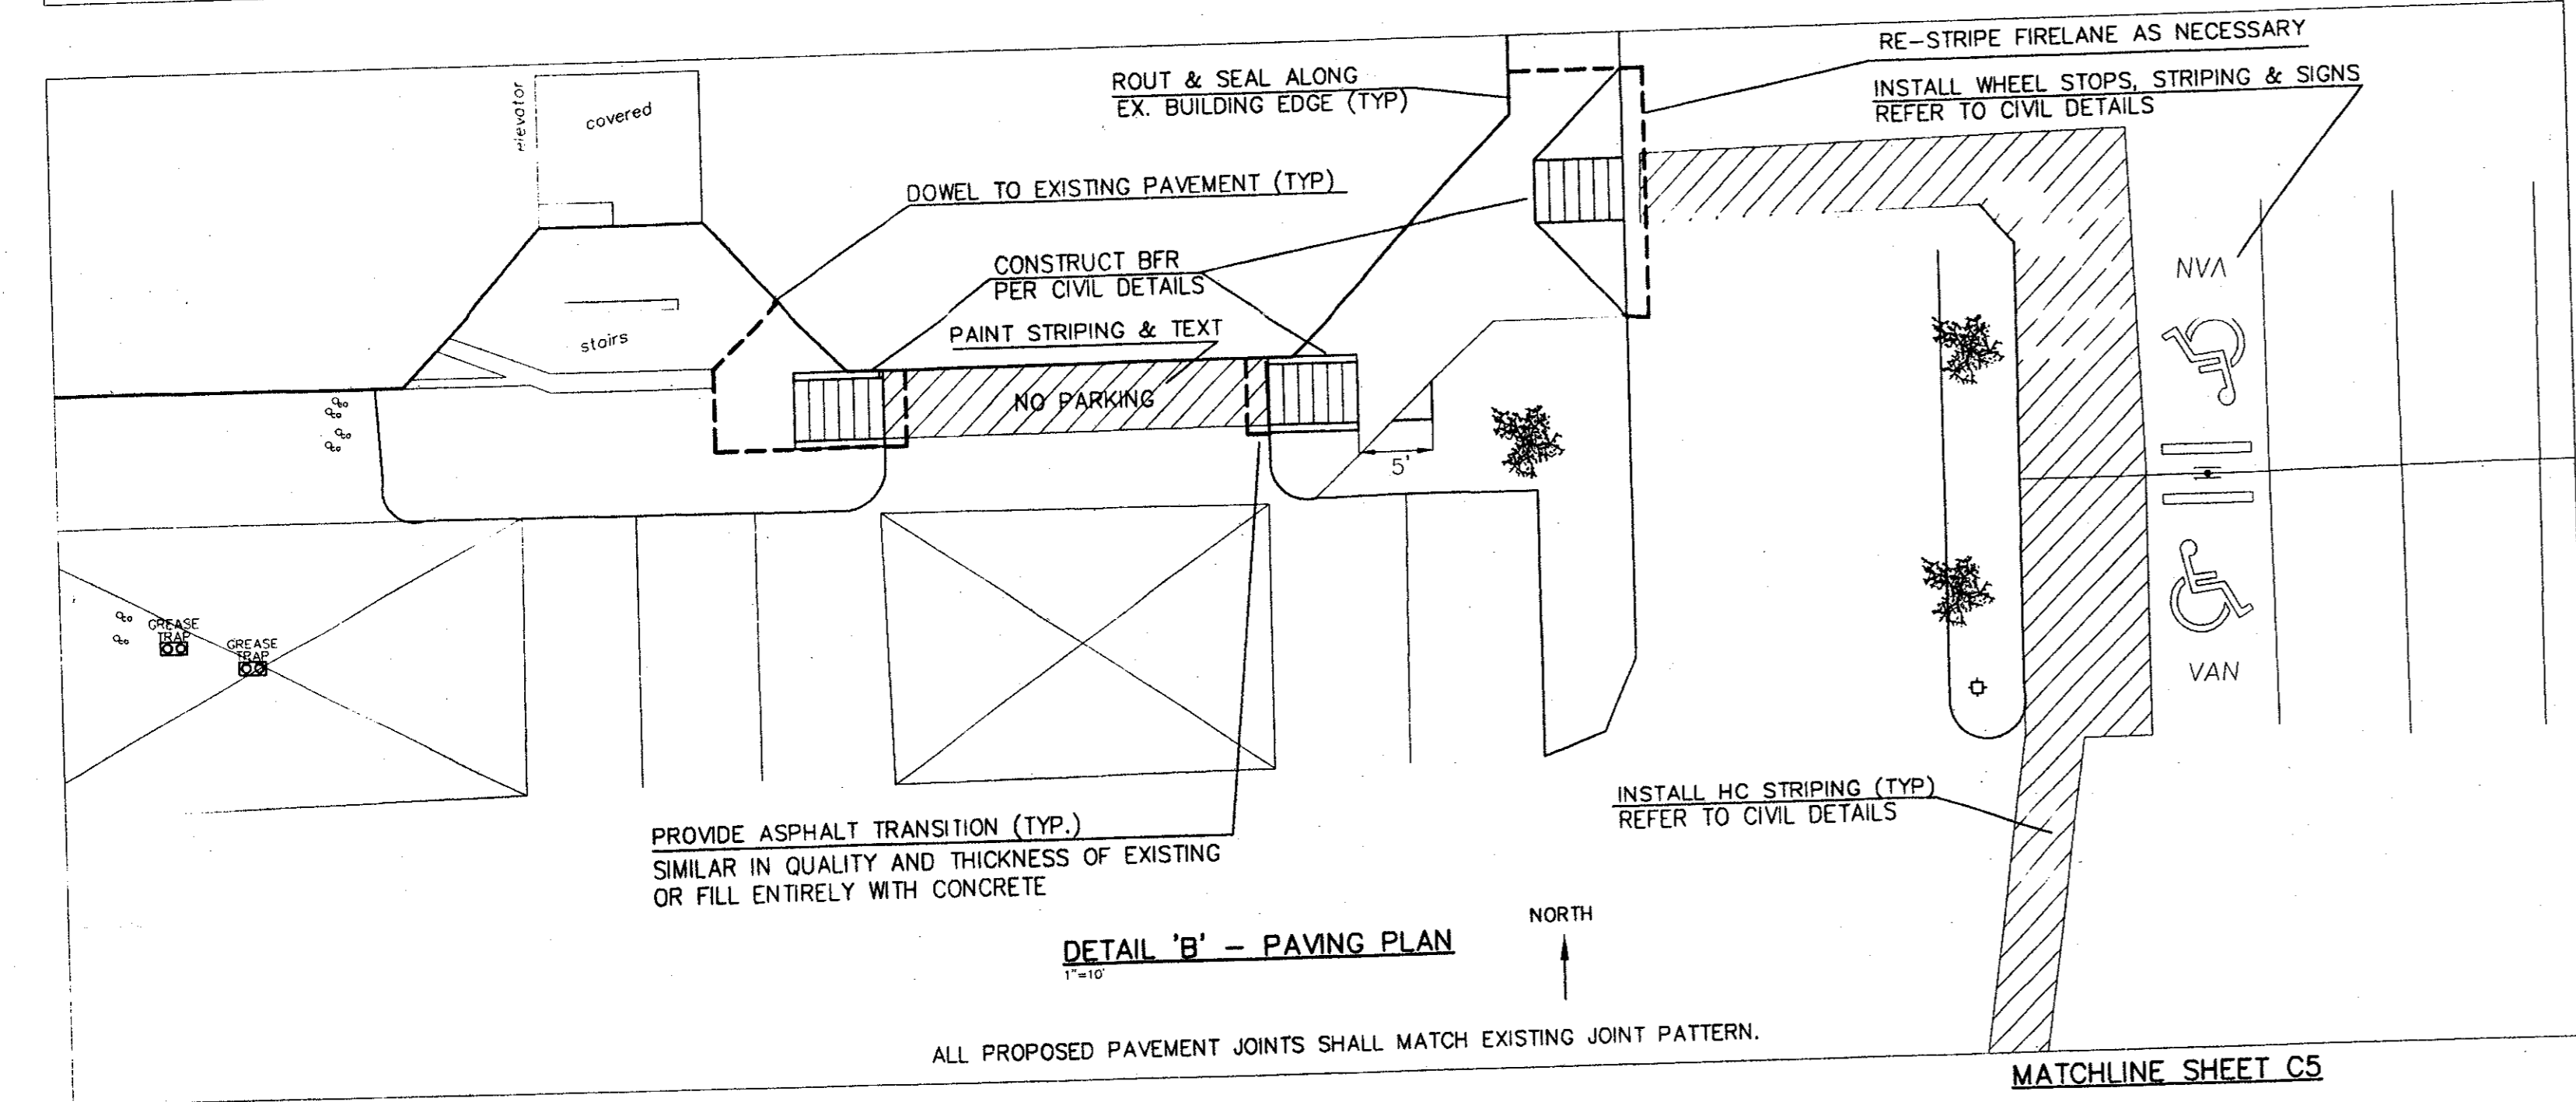 RE-STRIPE FIRELANE AS NECESSARY
ROUT & SEAL ALONG
EX. BUILDING EDGE (TYP)
INSTALL WHEEL STOPS, STRIPING & SIGNS
REFER TO CIVIL DETAILS
elevator
covered
DOWEL TO EXISTING PAVEMENT (TYP)
CONSTRUCT BFR
PER CIVIL DETAILS
VAN
PAINT STRIPING & TEXT
stairs
NO PARKING
5'
GREASE
TRAP
GREASE
TRAP
VAN
INSTALL HC STRIPING (TYP)
REFER TO CIVIL DETAILS
PROVIDE ASPHALT TRANSITION (TYP.)
SIMILAR IN QUALITY AND THICKNESS OF EXISTING
OR FILL ENTIRELY WITH CONCRETE
NORTH
DETAIL 'B' – PAVING PLAN
1"=10'
ALL PROPOSED PAVEMENT JOINTS SHALL MATCH EXISTING JOINT PATTERN.
MATCHLINE SHEET C5